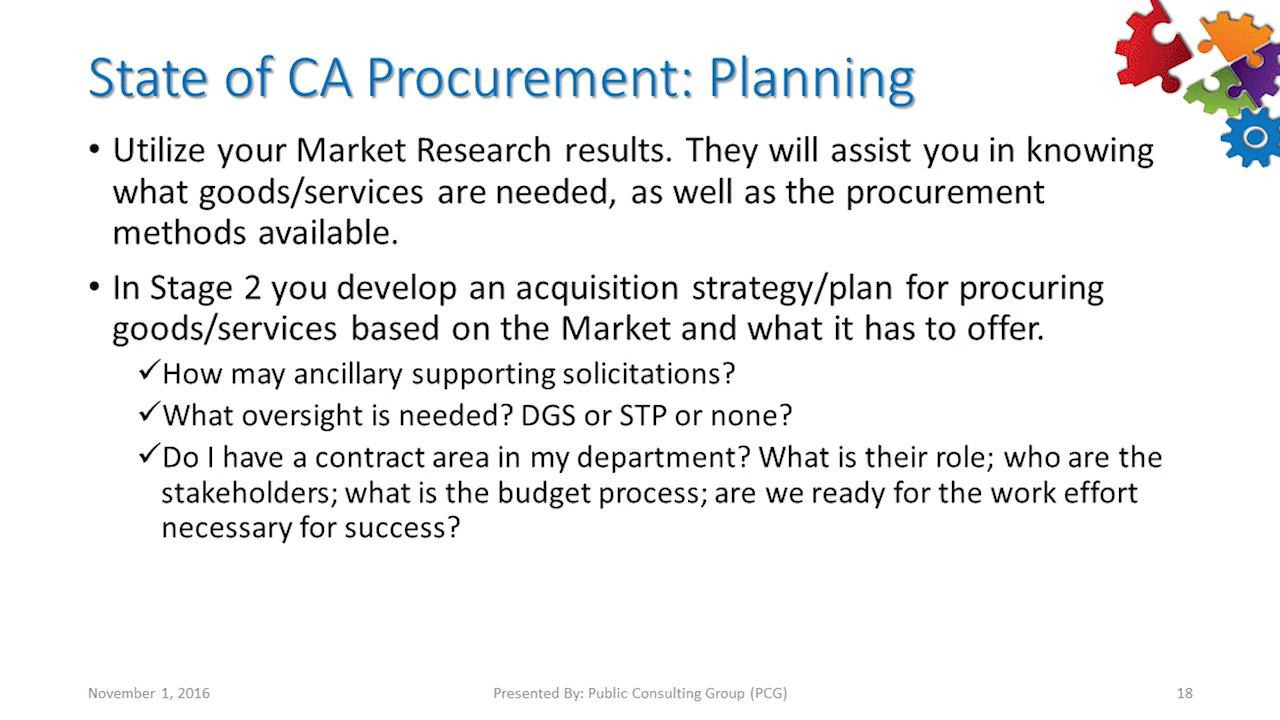 State of CA Procurement: Planning
• Utilize your Market Research results. They will assist you in knowing
what goods/services are needed, as well as the procurement
methods available.
• In Stage 2 you develop an acquisition strategy/plan for procuring
goods/services based on the Market and what it has to offer.
✓How may ancillary supporting solicitations?
✓What oversight is needed? DGS or STP or none?
✓Do I have a contract area in my department? What is their role; who are the
stakeholders; what is the budget process; are we ready for the work effort
necessary for success?
November 1, 2016
Presented By: Public Consulting Group (PCG)
18